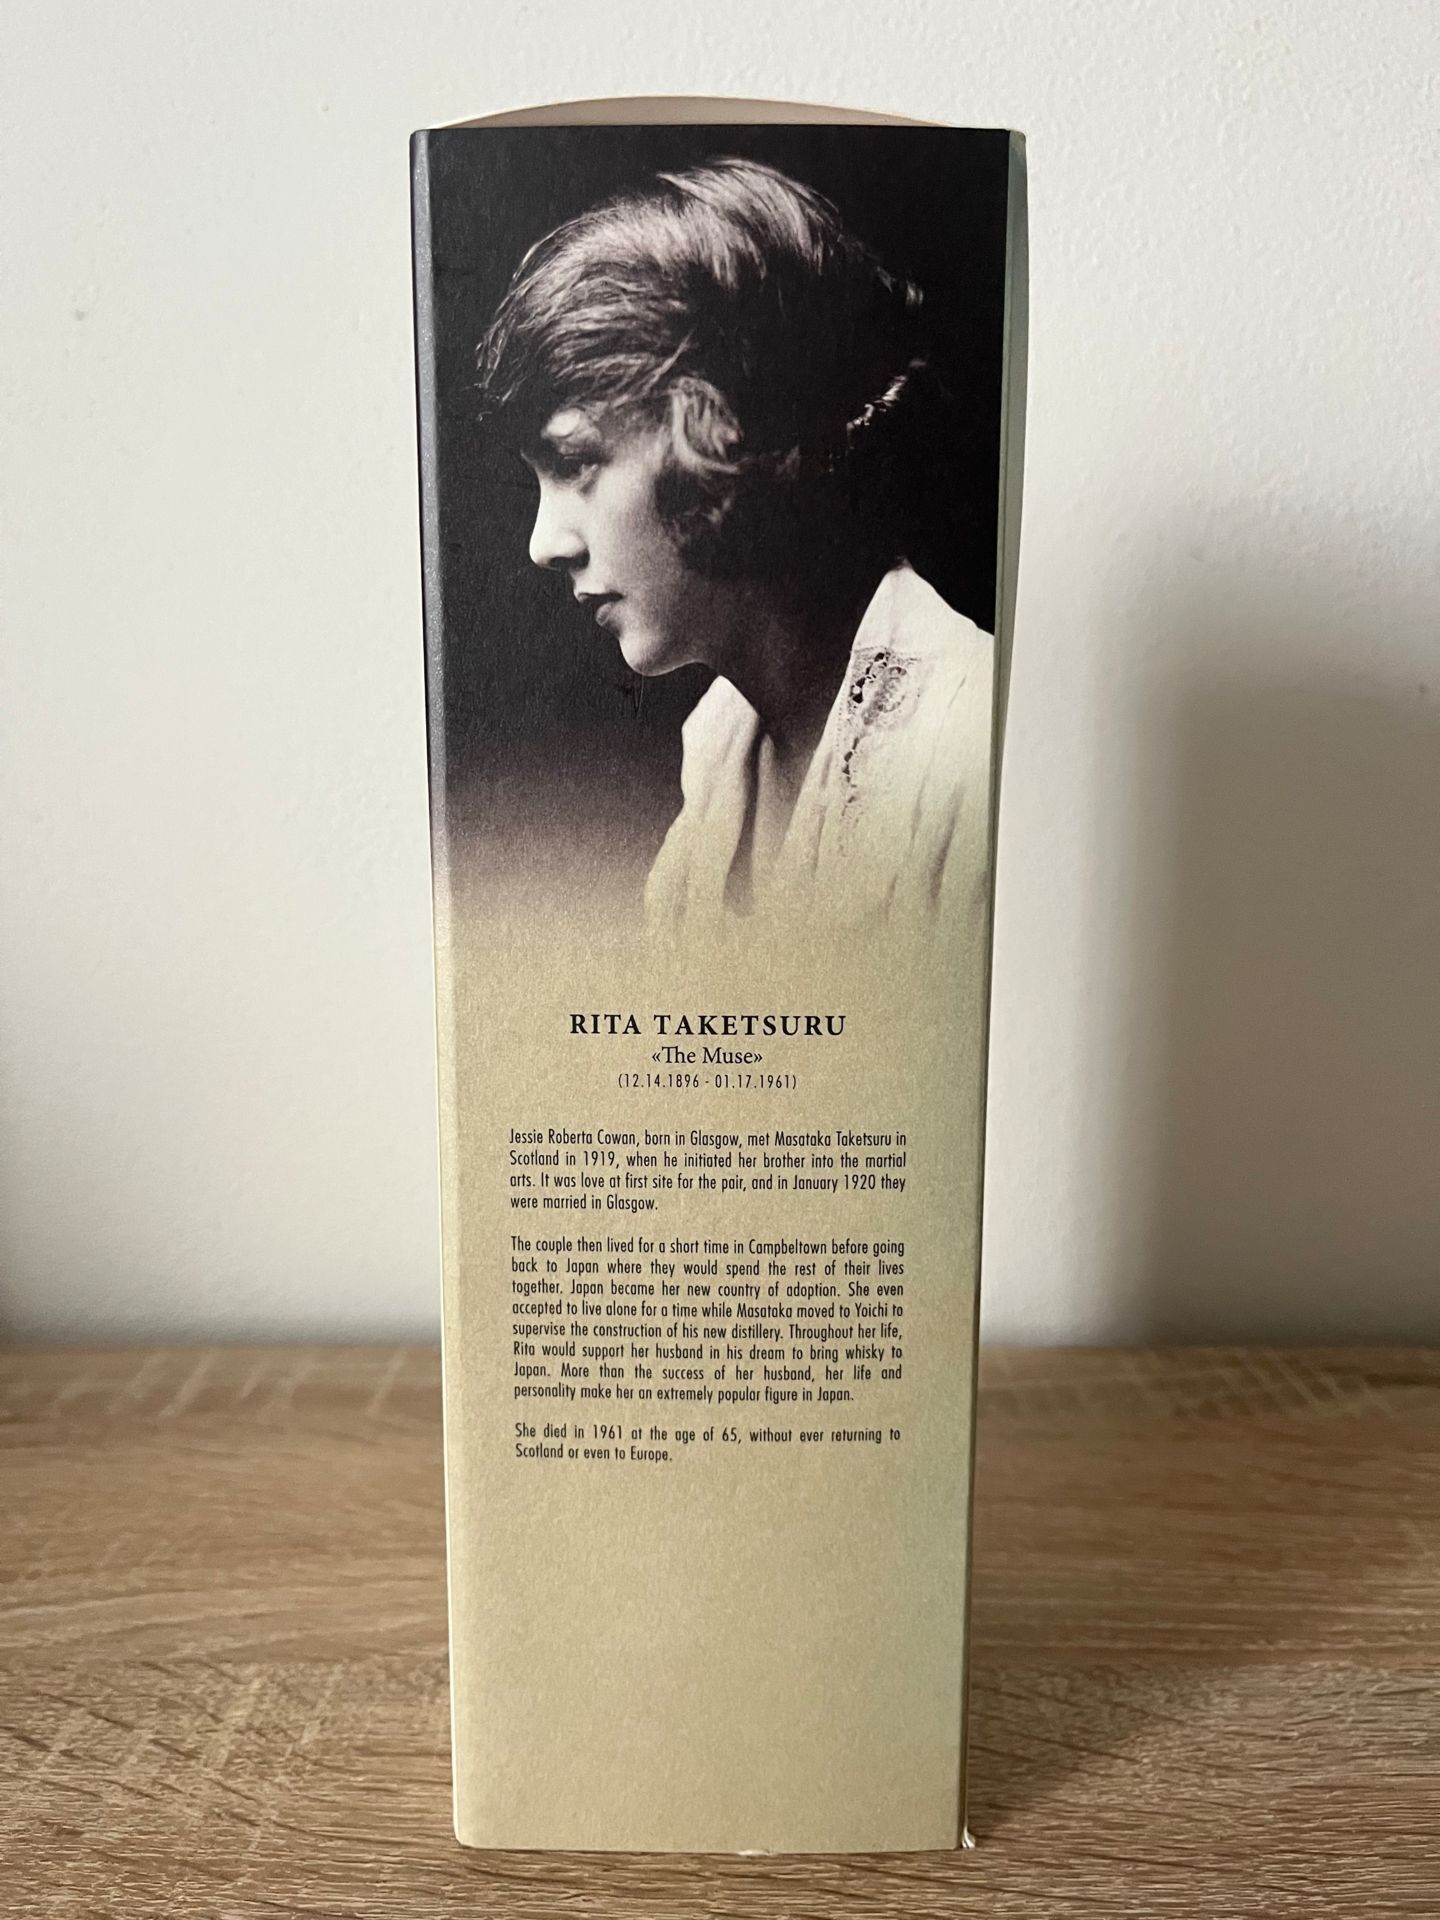 RITA TAKETSURU
«The Muse»
(12.14.1896 - 01.17.1961)
Jessie Roberta Cowan, born in Glasgow, met Masataka Taketsuru in
Scotland in 1919, when he initiated her brother into the martial
arts. It was love at first site for the pair, and in January 1920 they
were married in Glasgow.
The couple then lived for a short time in Campbeltown before going
back to Japan where they would spend the rest of their lives
together. Japan became her new country of adoption. She even
accepted to live alone for a time while Masataka moved to Yoichi to
supervise the construction of his new distillery. Throughout her life,
Rita would support her husband in his dream to bring whisky to
Japan. More than the success of her husband, her life and
personality make her an extremely popular figure in Japan.
She died in 1961 at the age of 65, without ever returning to
Scotland or even to Europe.